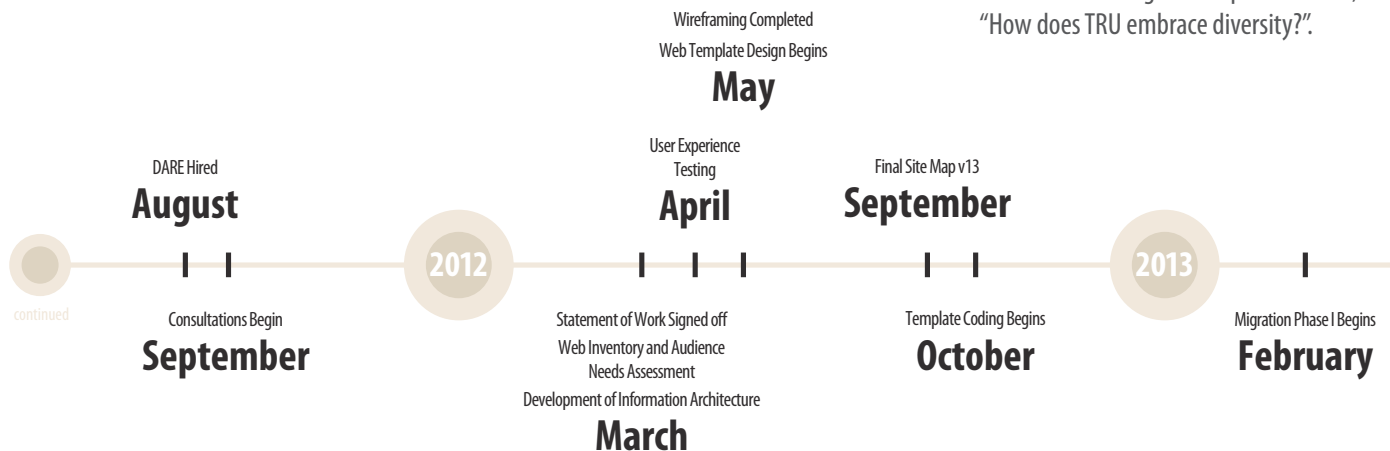 “How does TRU embrace diversity?”.
Wireframing Completed
Web Template Design Begins
May
DARE Hired
August
User Experience
Testing
April
Final Site Map v13
September
2012
2013
continued
Consultations Begin
September
Statement of Work Signed off
Web Inventory and Audience
Needs Assessment
Development of Information Architecture
March
Template Coding Begins
October
Migration Phase I Begins
February